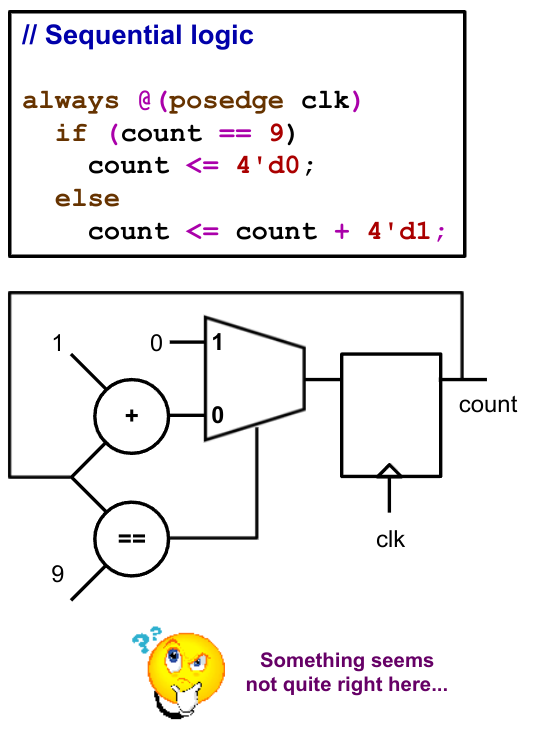 // Sequential logic
always @(posedge clk)
if (count == 9)
count <= 4'd0;
else
count <= count + 4'd1;
1
0
1
+
0
count
==
clk
9
? ? ?
Something seems
not quite right here...